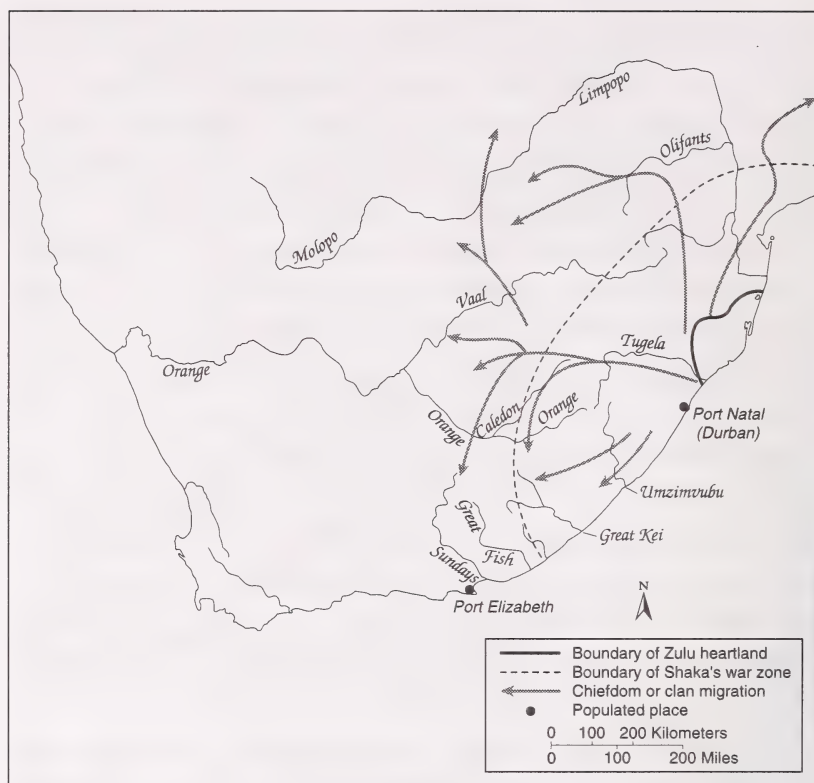 Limpopo
Olifants
Molopo
Vaal
Tugela
Orange
Caledon
Orange
Orange
Port Natal
(Durban)
Umzimvubu
Great
Fish
Great Kei
Sundays
Port Elizabeth
N
Boundary of Zulu heartland
Boundary of Shaka's war zone
Chiefdom or clan migration
Populated place
0 100 200 Kilometers
0 100 200 Miles